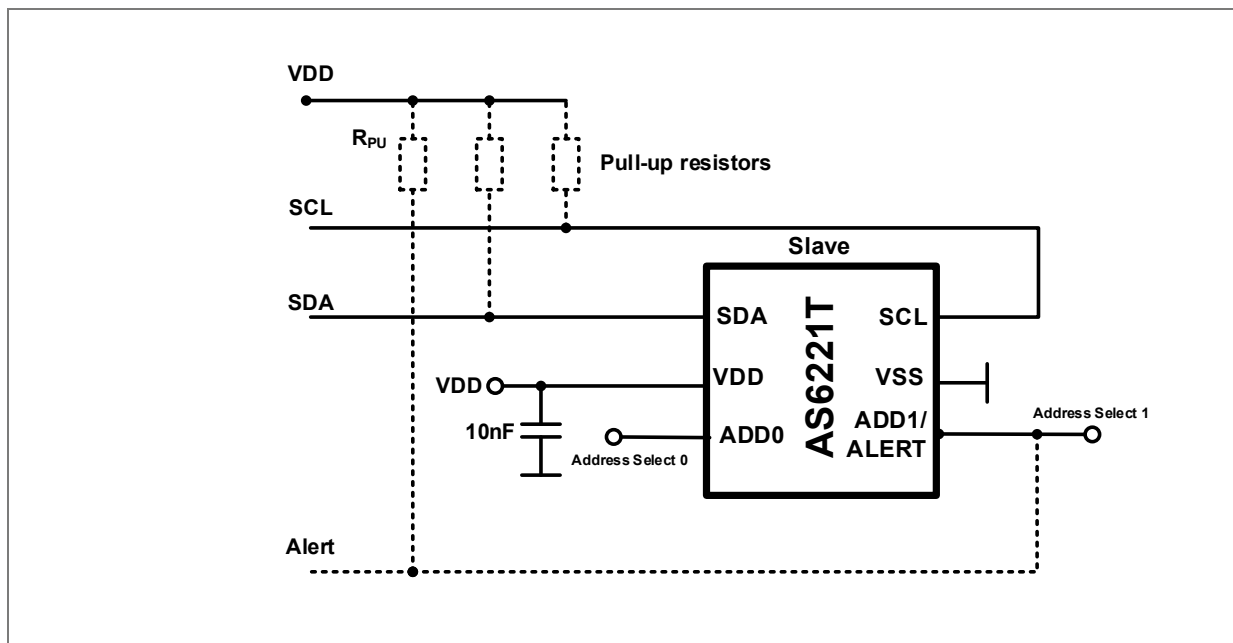 VDD
RPU
Pull-up resistors
SCL
Slave
SDA
SDA
SCL
AS6221T
VDD
VDD
VSS
10nF
ADD0
ADD1/
ALERT
Address Select 1
Address Select 0
Alert